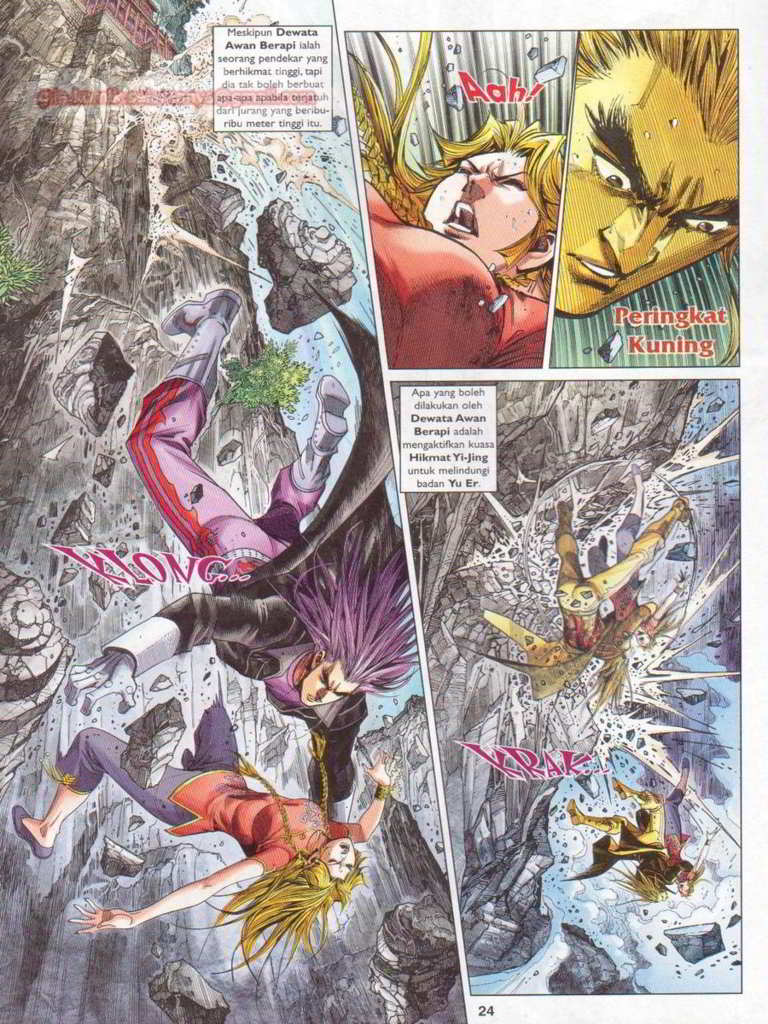 Meskipun Dewata
Awan Berapi ialah
seorang pendekar yang
berhikmat tinggi, tapi
dia tak boleh berbuat
apa-apa apabila terjatuh
dari jurang yang beribu-
ribu meter tinggi itu.
Aah!
Peringkat
Kuning
KLONG...
Apa yang boleh
dilakukan oleh
Dewata Awan
Berapi adalah
mengaktifkan kuasa
Hikmat Yi-Jing
untuk melindungi
badan Yu Er.
KRAK...
24